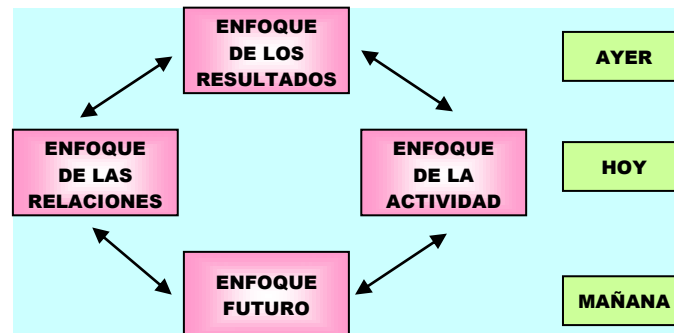 ENFOQUE
DE LOS
RESULTADOS
AYER
ENFOQUE
DE LAS
RELACIONES
ENFOQUE
DE LA
ACTIVIDAD
HOY
ENFOQUE
FUTURO
MAÑANA